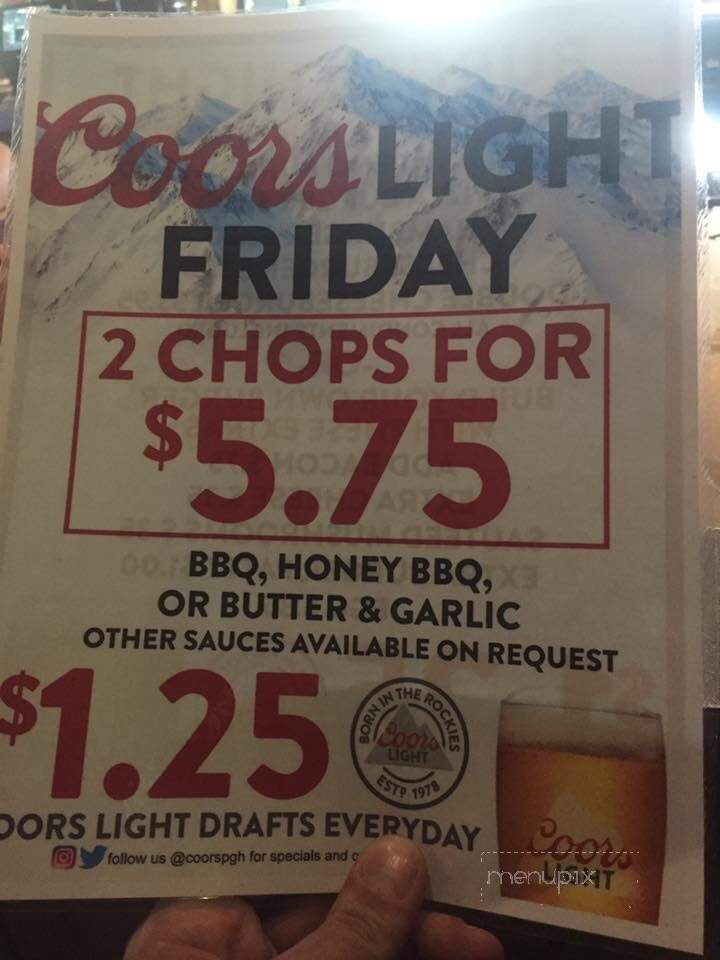 Coors LIGHT
FRIDAY
2 CHOPS FOR
$5.75
BBQ, HONEY BBQ,
OR BUTTER & GARLIC
OTHER SAUCES AVAILABLE ON REQUEST
$1.25
BORN IN THE ROCKIES
Coors
LIGHT
ESTD 1978
OORS LIGHT DRAFTS EVERYDAY
follow us @coorspgh for specials and
Coors
LIGHT
menupix